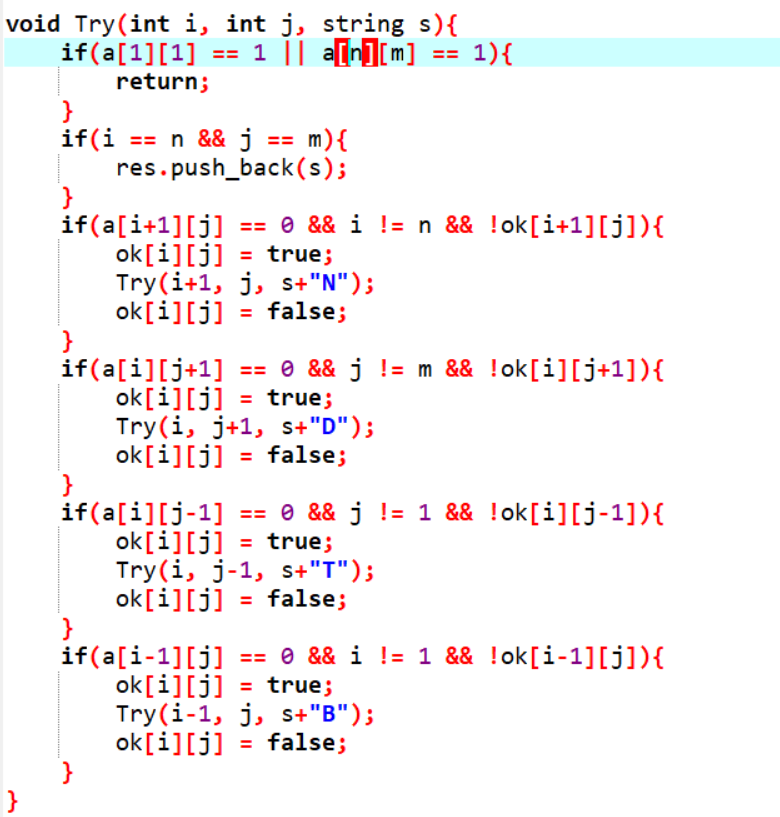 void Try(int i, int j, string s){
    if(a[1][1] == 1 || a[n][m] == 1){
        return;
    }
    if(i == n && j == m){
        res.push_back(s);
    }
    if(a[i+1][j] == 0 && i != n && !ok[i+1][j]){
        ok[i][j] = true;
        Try(i+1, j, s+"N");
        ok[i][j] = false;
    }
    if(a[i][j+1] == 0 && j != m && !ok[i][j+1]){
        ok[i][j] = true;
        Try(i, j+1, s+"D");
        ok[i][j] = false;
    }
    if(a[i][j-1] == 0 && j != 1 && !ok[i][j-1]){
        ok[i][j] = true;
        Try(i, j-1, s+"T");
        ok[i][j] = false;
    }
    if(a[i-1][j] == 0 && i != 1 && !ok[i-1][j]){
        ok[i][j] = true;
        Try(i-1, j, s+"B");
        ok[i][j] = false;
    }
}